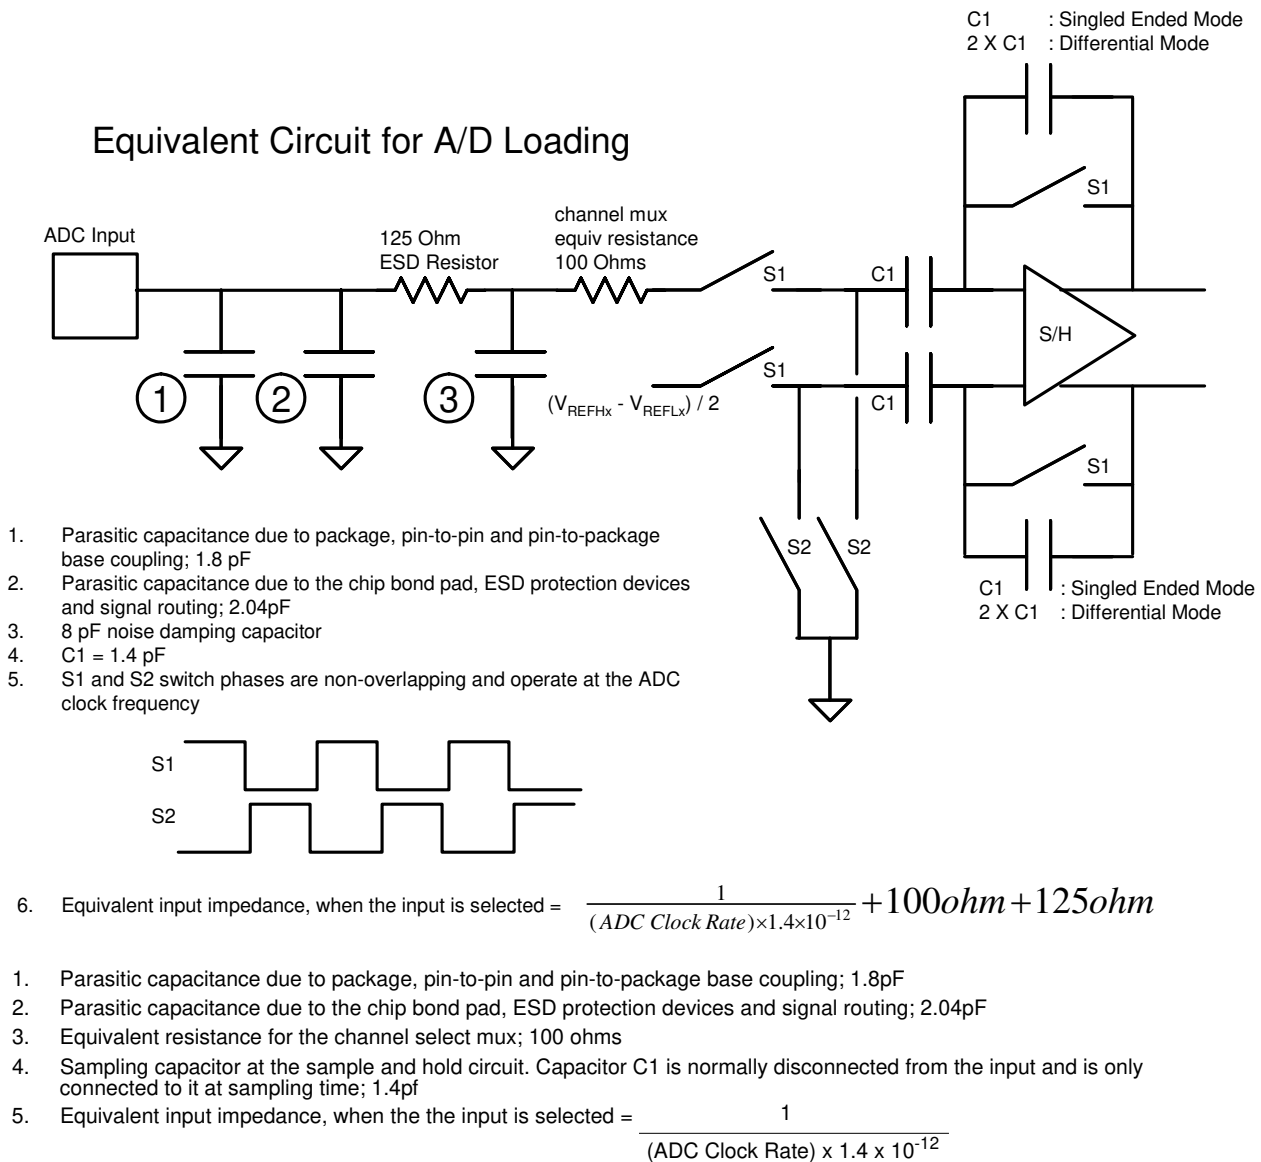 C1 : Singled Ended Mode
2 X C1 : Differential Mode
Equivalent Circuit for A/D Loading
S1
ADC Input
125 Ohm
ESD Resistor
channel mux
equiv resistance
100 Ohms
S1
C1
S/H
1
2
3
S1
C1
(VREFHx - VREFLx) / 2
S1
S2
S2
C1 : Singled Ended Mode
2 X C1 : Differential Mode
1. Parasitic capacitance due to package, pin-to-pin and pin-to-package
base coupling; 1.8 pF
2. Parasitic capacitance due to the chip bond pad, ESD protection devices
and signal routing; 2.04pF
3. 8 pF noise damping capacitor
4. C1 = 1.4 pF
5. S1 and S2 switch phases are non-overlapping and operate at the ADC
clock frequency
S1
S2
6. Equivalent input impedance, when the input is selected =
1
(ADC Clock Rate)×1.4×10⁻¹²
+100ohm+125ohm
1. Parasitic capacitance due to package, pin-to-pin and pin-to-package base coupling; 1.8pF
2. Parasitic capacitance due to the chip bond pad, ESD protection devices and signal routing; 2.04pF
3. Equivalent resistance for the channel select mux; 100 ohms
4. Sampling capacitor at the sample and hold circuit. Capacitor C1 is normally disconnected from the input and is only
connected to it at sampling time; 1.4pf
5. Equivalent input impedance, when the the input is selected =
1
(ADC Clock Rate) x 1.4 x 10⁻¹²